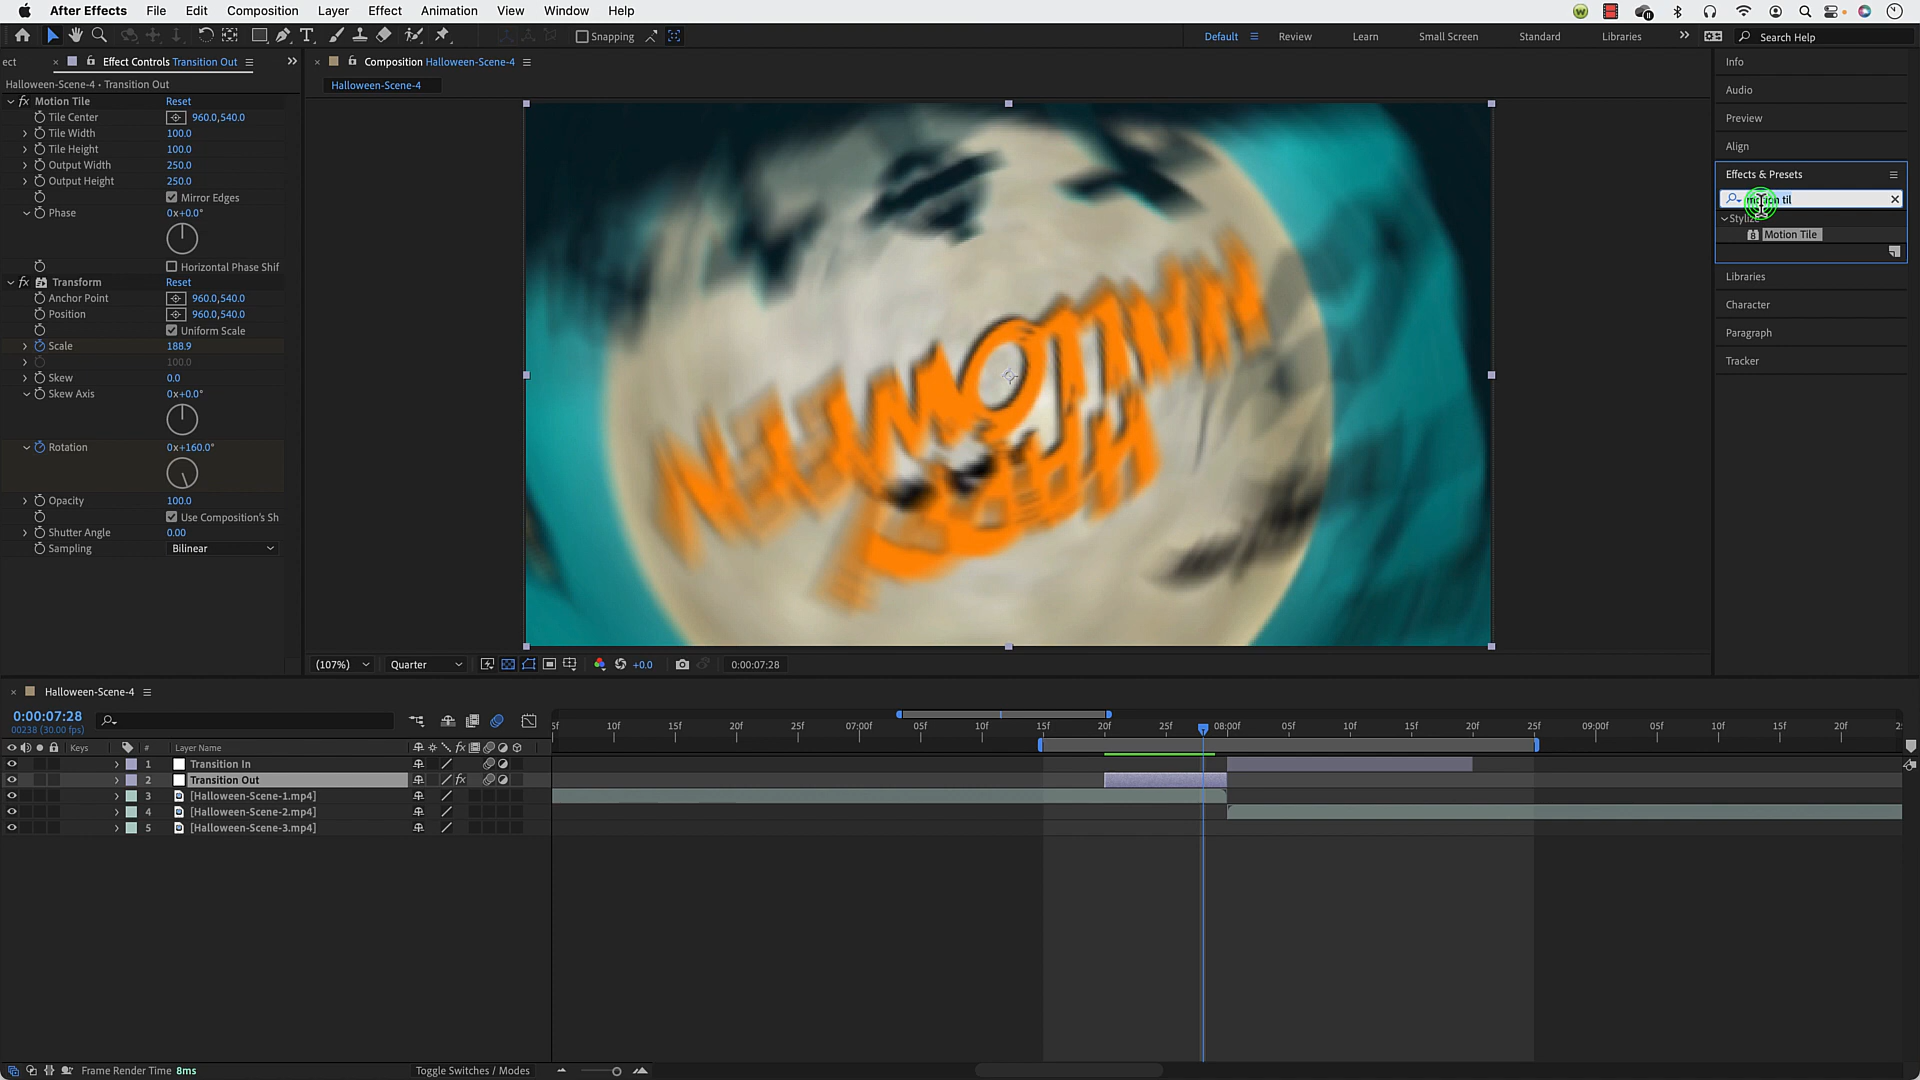 After Effects File Edit Composition Layer Effect Animation View Window Help
Snapping Default Review Learn Small Screen Standard Libraries Search Help
ect Effect Controls Transition Out
Halloween-Scene-4 • Transition Out
Motion Tile Reset
Tile Center 960.0,540.0
Tile Width 100.0
Tile Height 100.0
Output Width 250.0
Output Height 250.0
Mirror Edges
Phase 0x+0.0°
Horizontal Phase Shif
Transform Reset
Anchor Point 960.0,540.0
Position 960.0,540.0
Uniform Scale
Scale 188.9
100.0
Skew 0.0
Skew Axis 0x+0.0°
Rotation 0x+160.0°
Opacity 100.0
Use Composition's Sh
Shutter Angle 0.00
Sampling Bilinear
Composition Halloween-Scene-4
Halloween-Scene-4
(107%) Quarter +0.0 0:00:07:28
Info
Audio
Preview
Align
Effects & Presets
motion til
Stylize
8 Motion Tile
Libraries
Character
Paragraph
Tracker
Halloween-Scene-4
0:00:07:28
00238 (30.00 fps)
5f 10f 15f 20f 25f 07:00f 05f 10f 15f 20f 25f 08:00f 05f 10f 15f 20f 25f 09:00f 05f 10f 15f 20f 2
Keys # Layer Name
1 Transition In
2 Transition Out
3 [Halloween-Scene-1.mp4]
4 [Halloween-Scene-2.mp4]
5 [Halloween-Scene-3.mp4]
Frame Render Time 8ms Toggle Switches / Modes